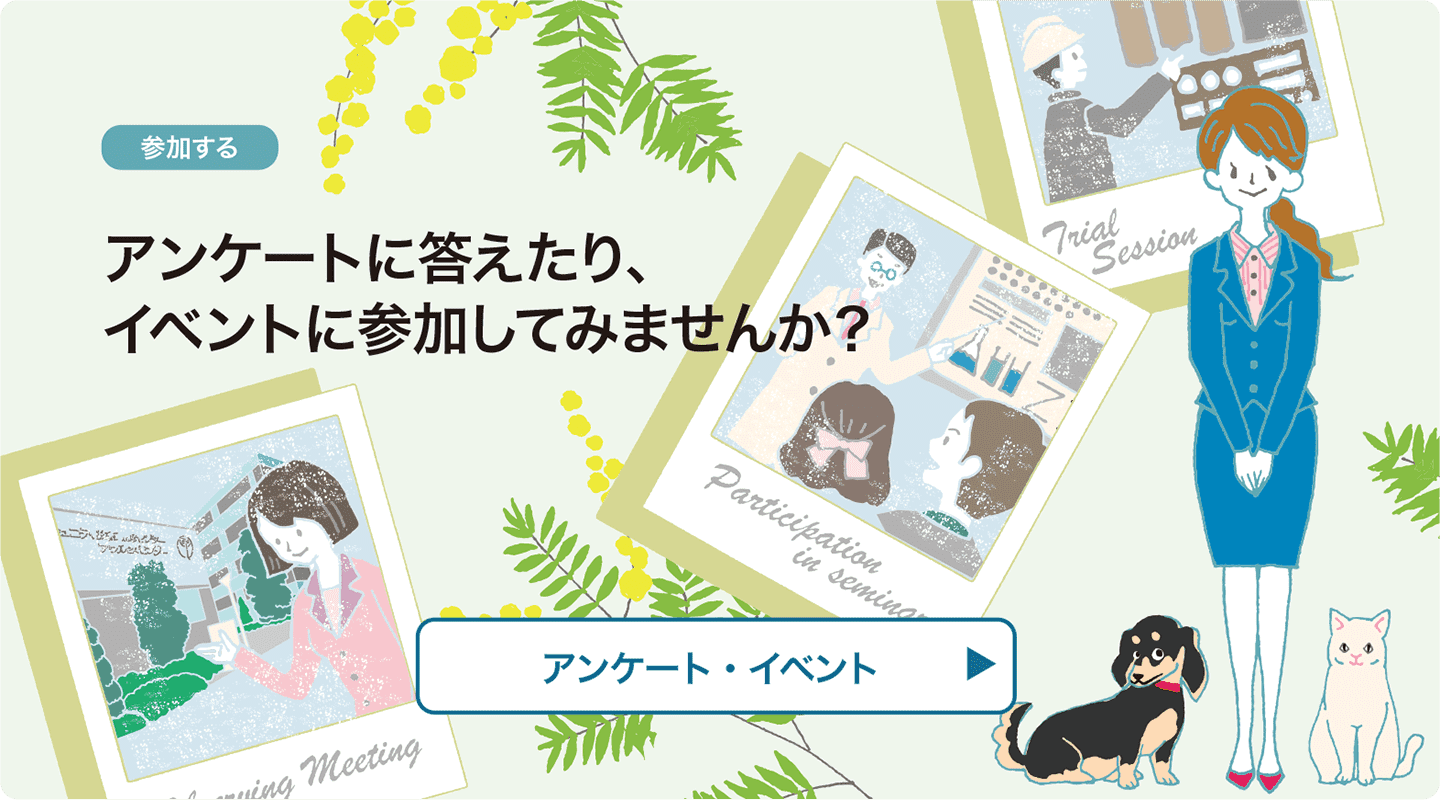 参加する
アンケートに答えたり、
イベントに参加してみませんか？
Trial
Session
Participation
in
Meeting
アンケート・イベント